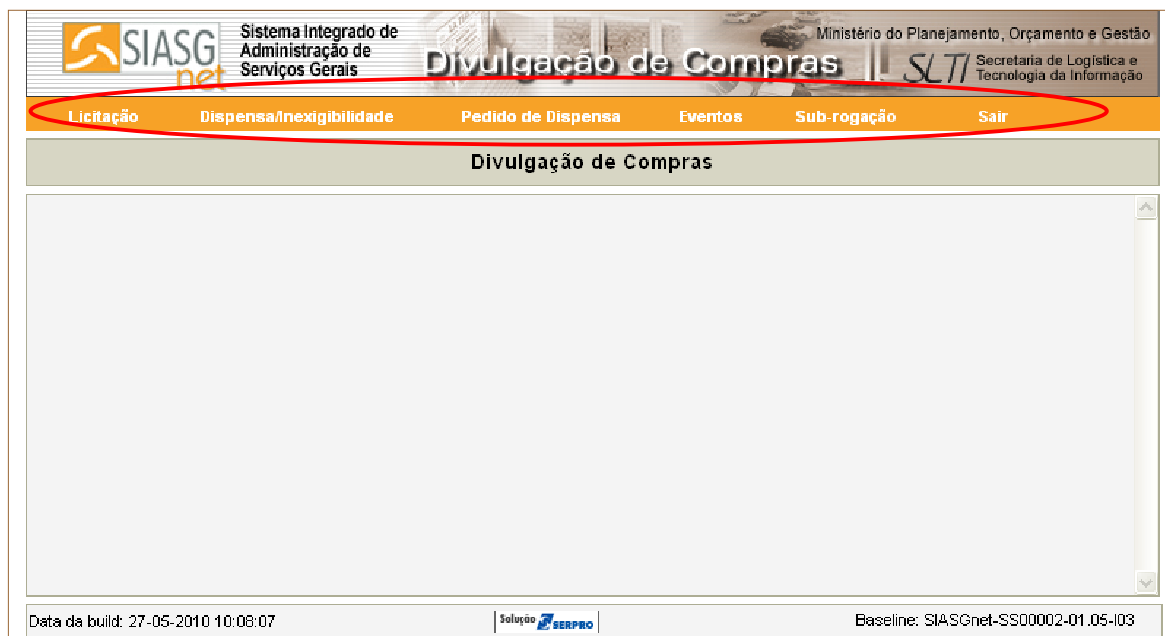 SIASG
net
Sistema Integrado de
Administração de
Serviços Gerais
Divulgação de Compras
Ministério do Planejamento, Orçamento e Gestão
SLTI
Secretaria de Logística e
Tecnologia da Informação
Licitação Dispensa/Inexigibilidade Pedido de Dispensa Eventos Sub-rogação Sair
Divulgação de Compras
Data da build: 27-05-2010 10:08:07
Solução SERPRO
Baseline: SIASGnet-SS00002-01.05-I03